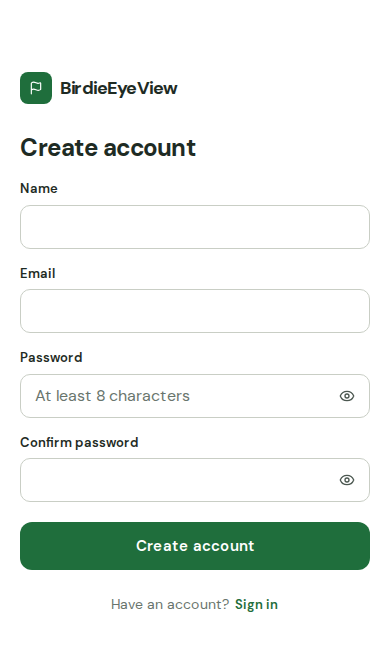 BirdieEyeView
Create account
Name
Email
Password
At least 8 characters
Confirm password
Create account
Have an account? Sign in